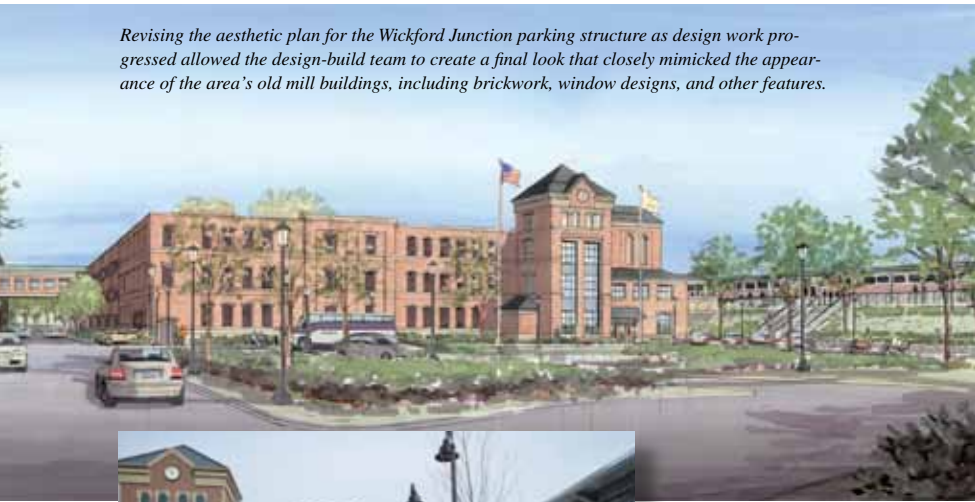 Revising the aesthetic plan for the Wickford Junction parking structure as design work pro-
gressed allowed the design-build team to create a final look that closely mimicked the appear-
ance of the area’s old mill buildings, including brickwork, window designs, and other features.